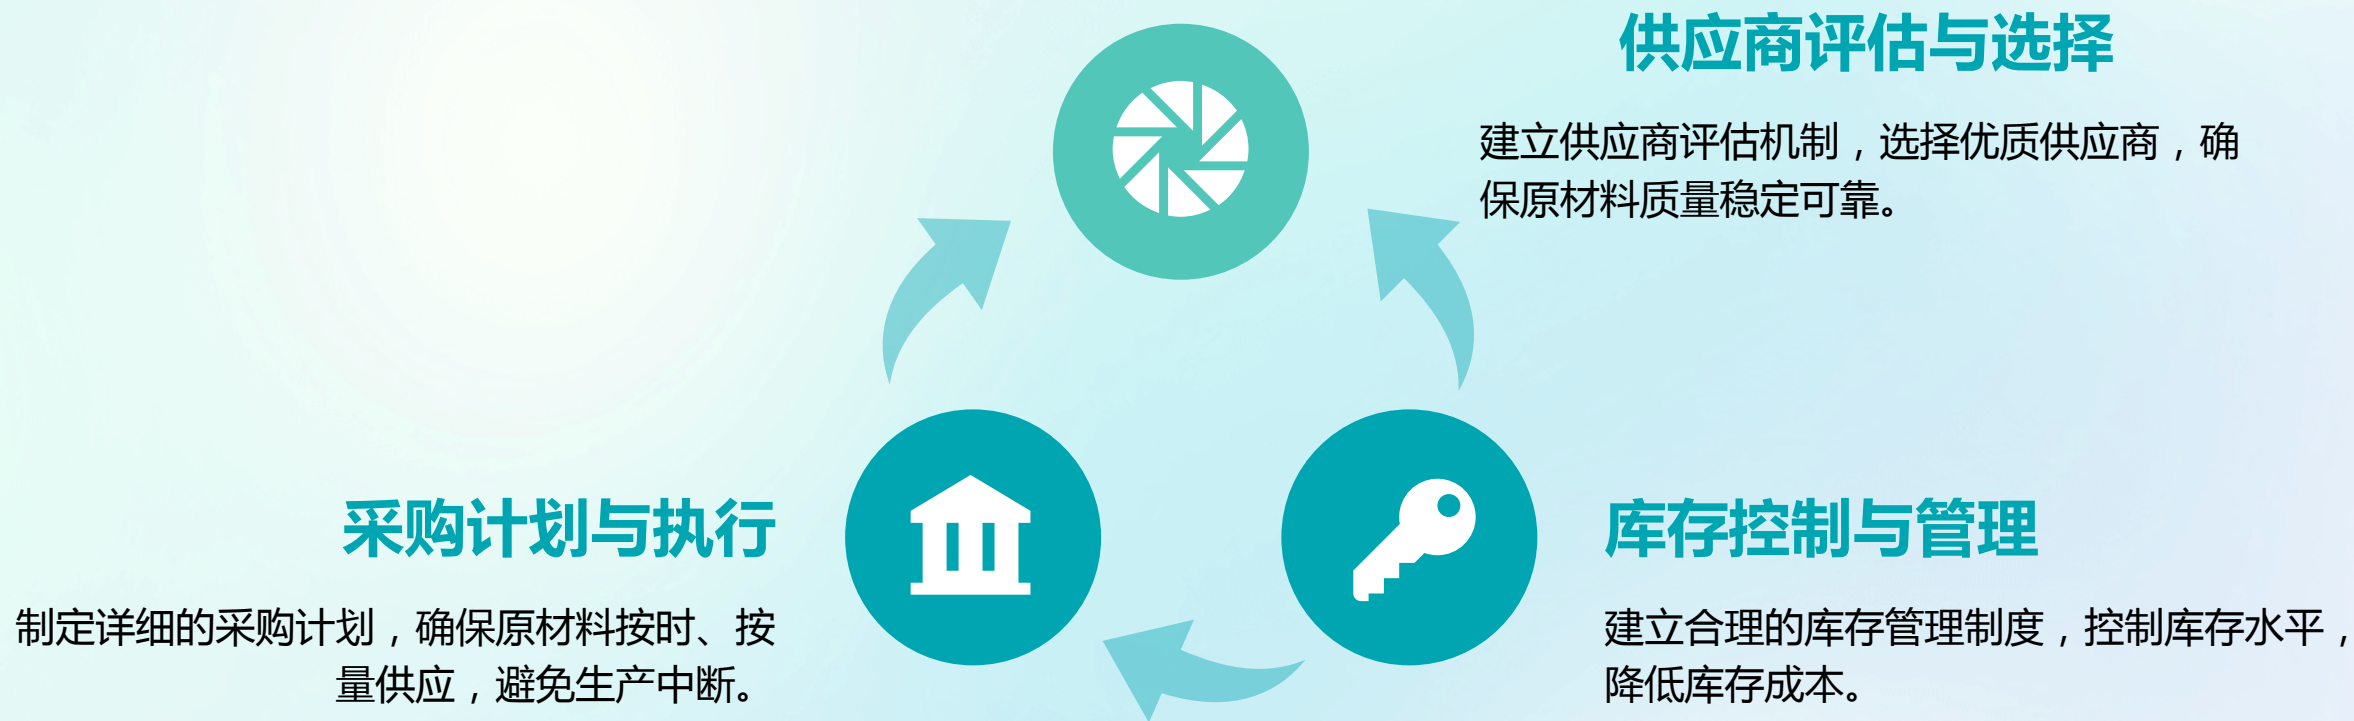 供应商评估与选择
建立供应商评估机制，选择优质供应商，确
保原材料质量稳定可靠。
采购计划与执行
制定详细的采购计划，确保原材料按时、按
量供应，避免生产中断。
库存控制与管理
建立合理的库存管理制度，控制库存水平，
降低库存成本。